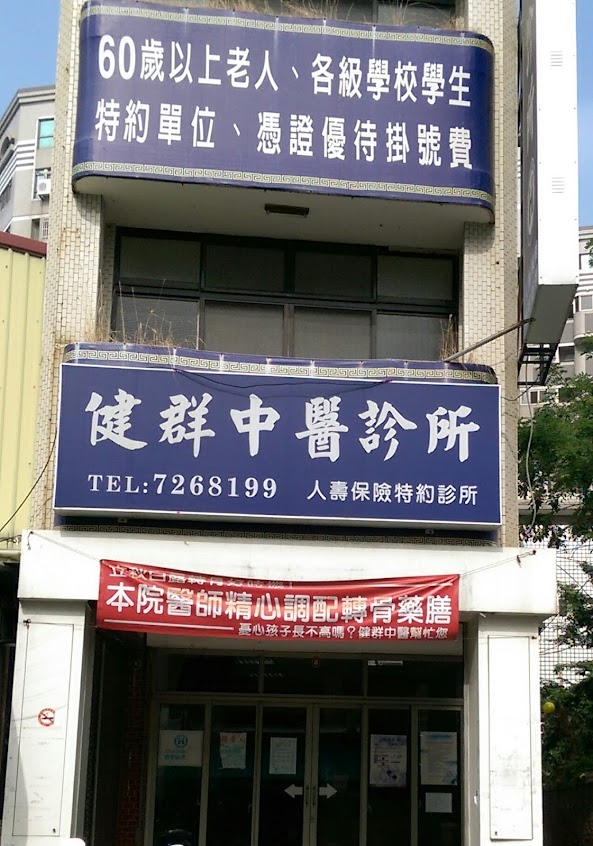 60歲以上老人、各級學校學生
特約單位、憑證優待掛號費
健群中醫診所
TEL:7268199
人壽保險特約診所
本院醫師精心調配轉骨藥膳
憂心孩子長不高嗎?健群中醫幫忙您